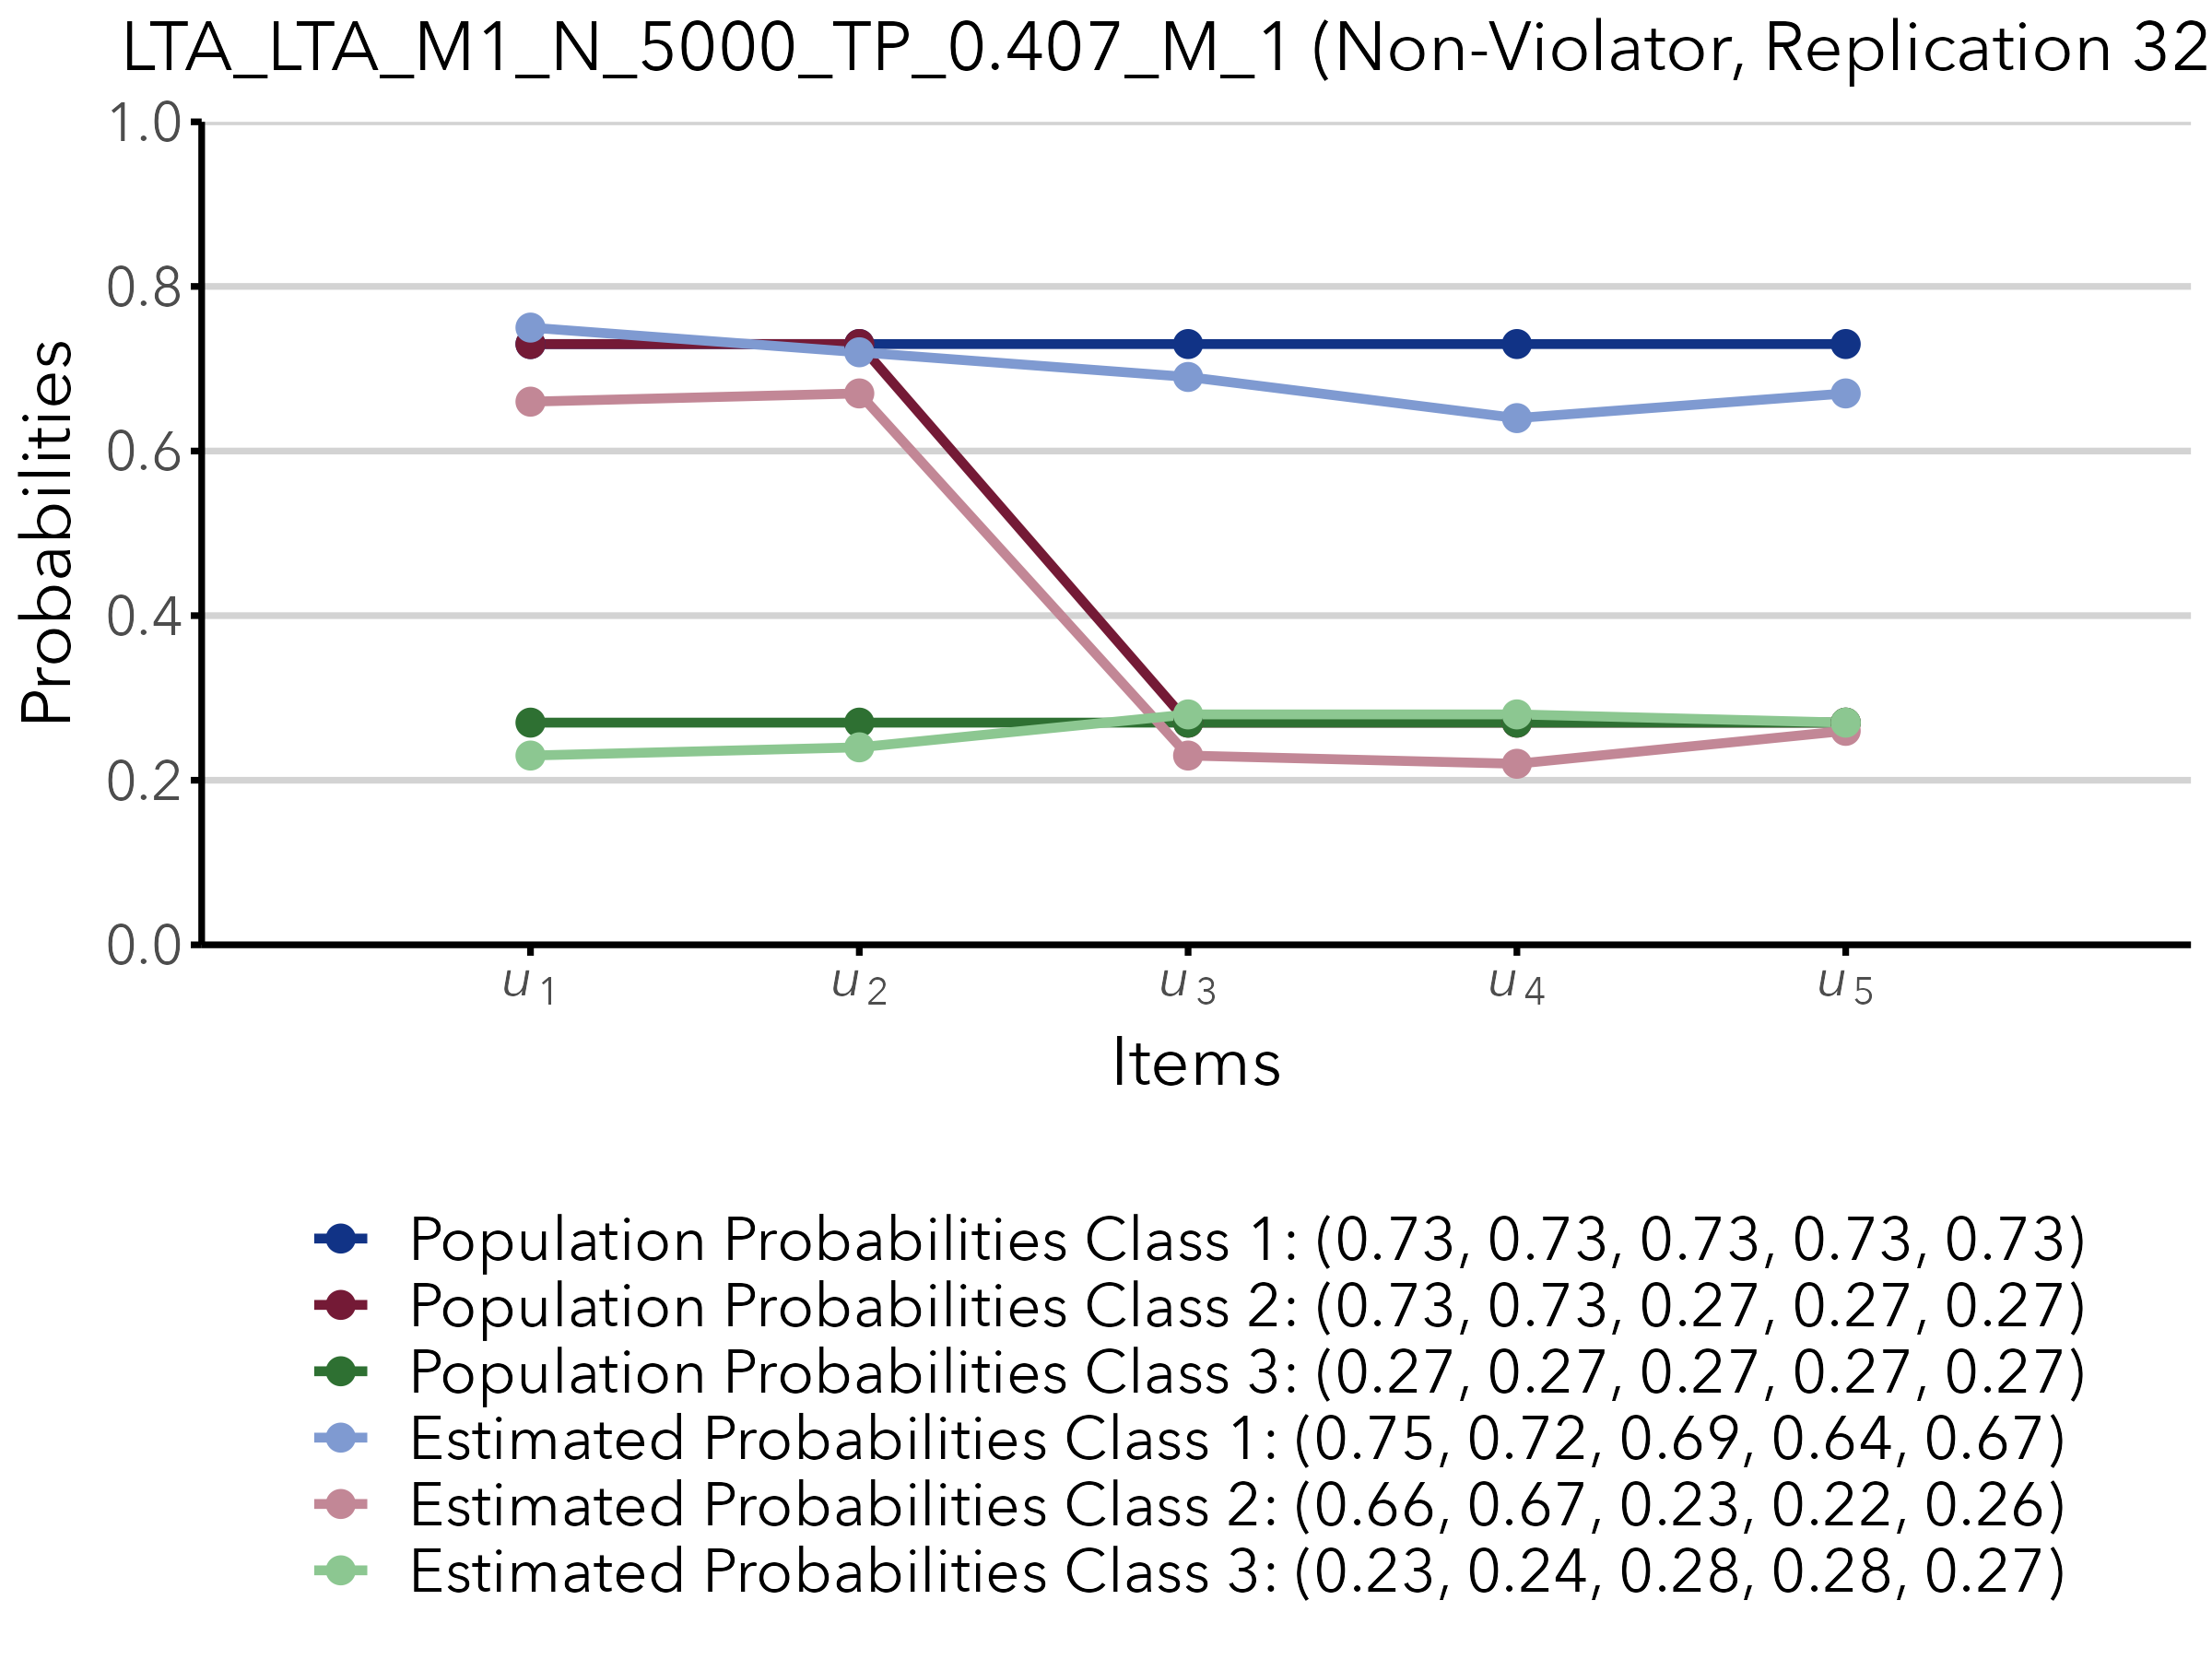 LTA_LTA_M1_N_5000_TP_0.407_M_1 (Non-Violator, Replication 32
1.0
0.8
0.6
0.4
0.2
0.0
Probabilities
u1 u2 u3 u4 u5
Items
Population Probabilities Class 1: (0.73, 0.73, 0.73, 0.73, 0.73)
Population Probabilities Class 2: (0.73, 0.73, 0.27, 0.27, 0.27)
Population Probabilities Class 3: (0.27, 0.27, 0.27, 0.27, 0.27)
Estimated Probabilities Class 1: (0.75, 0.72, 0.69, 0.64, 0.67)
Estimated Probabilities Class 2: (0.66, 0.67, 0.23, 0.22, 0.26)
Estimated Probabilities Class 3: (0.23, 0.24, 0.28, 0.28, 0.27)